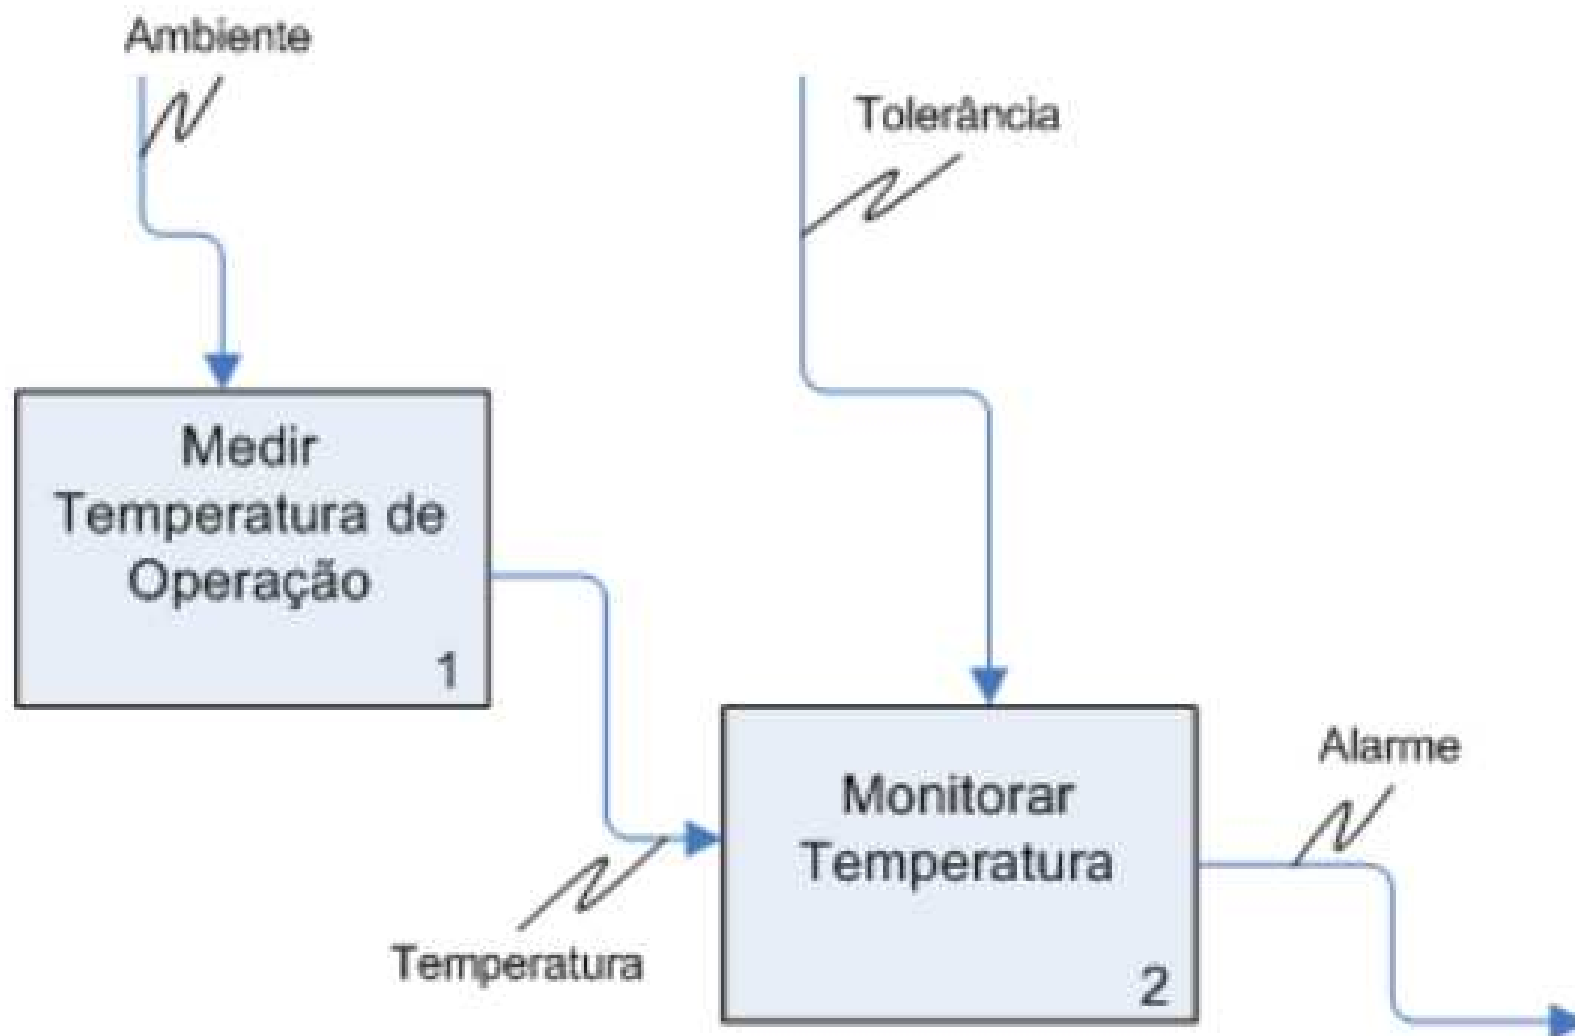 Ambiente
Tolerância
Medir
Temperatura de
Operação
1
Temperatura
Monitorar
Temperatura
2
Alarme